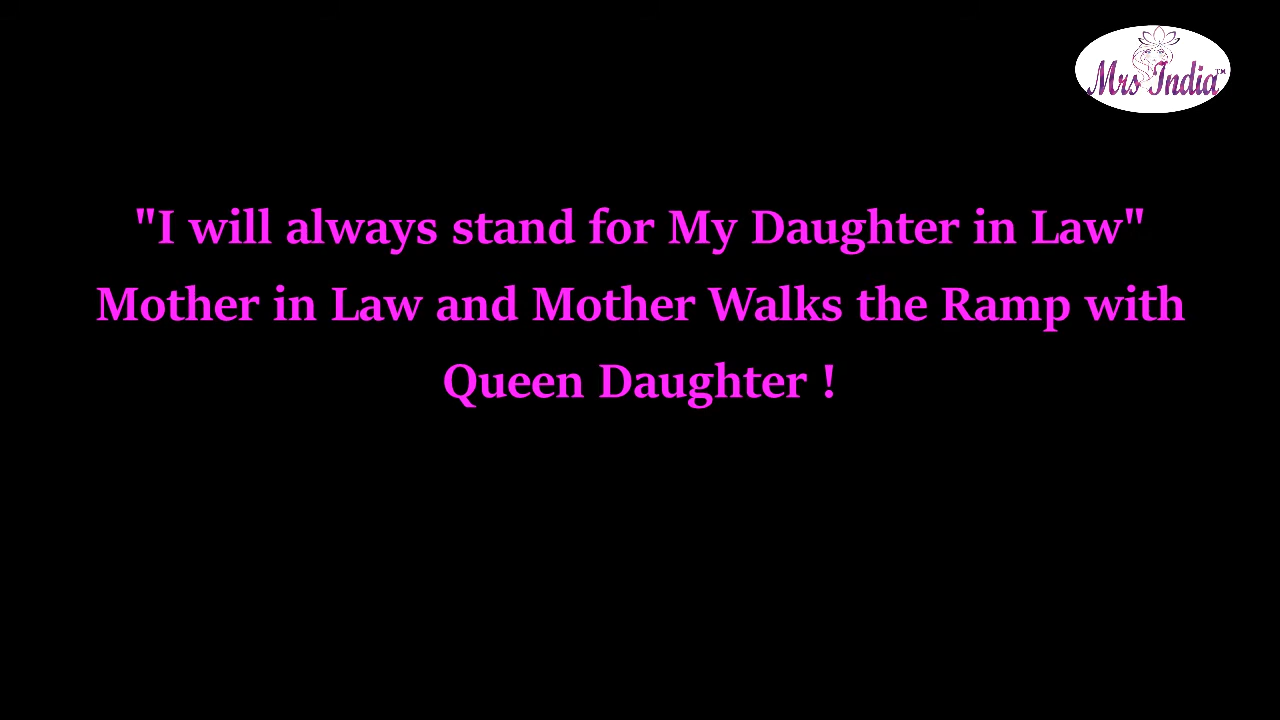 Mrs India™
"I will always stand for My Daughter in Law"
Mother in Law and Mother Walks the Ramp with
Queen Daughter !